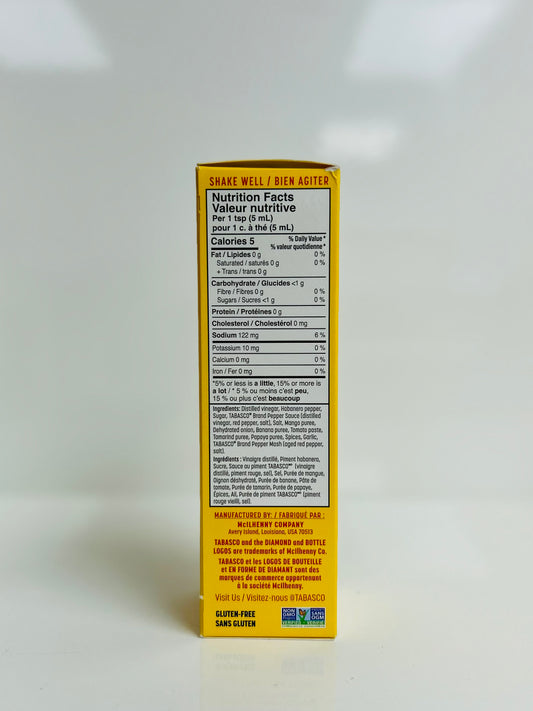 SHAKE WELL / BIEN AGITER
Nutrition Facts
Valeur nutritive
Per 1 tsp (5 mL)
pour 1 c. à thé (5 mL)
Calories 5
% Daily Value *
% valeur quotidienne *
Fat / Lipides 0 g 0 %
Saturated / saturés 0 g 0 %
+ Trans / trans 0 g
Carbohydrate / Glucides <1 g
Fibre / Fibres 0 g 0 %
Sugars / Sucres <1 g 0 %
Protein / Protéines 0 g
Cholesterol / Cholestérol 0 mg
Sodium 122 mg 6 %
Potassium 10 mg 0 %
Calcium 0 mg 0 %
Iron / Fer 0 mg 0 %
*5% or less is a little, 15% or more is
a lot / * 5 % ou moins c'est peu,
15 % ou plus c'est beaucoup
Ingredients: Distilled vinegar, Habanero pepper,
Sugar, TABASCO® Brand Pepper Sauce (distilled
vinegar, red pepper, salt), Salt, Mango puree,
Dehydrated onion, Banana puree, Tomato paste,
Tamarind puree, Papaya puree, Spices, Garlic,
TABASCO® Brand Pepper Mash (aged red pepper,
salt).
Ingrédients : Vinaigre distillé, Piment habanero,
Sucre, Sauce au piment TABASCO (vinaigre
distillé, piment rouge, sel), Sel, Purée de mangue,
Oignon déshydraté, Purée de banane, Pâte de
tomate, Purée de tamarin, Purée de papaye,
Épices, Ail, Purée de piment TABASCO (piment
rouge vieilli, sel).
MANUFACTURED BY: / FABRIQUÉ PAR :
McILHENNY COMPANY
Avery Island, Louisiana, USA 70513
TABASCO and the DIAMOND and BOTTLE
LOGOS are trademarks of McIlhenny Co.
TABASCO et les LOGOS DE BOUTEILLE
et EN FORME DE DIAMANT sont des
marques de commerce appartenant
à la société McIlhenny.
Visit Us / Visitez-nous @TABASCO
GLUTEN-FREE
SANS GLUTEN
NON
GMO
SANS
OGM
VERIFIED